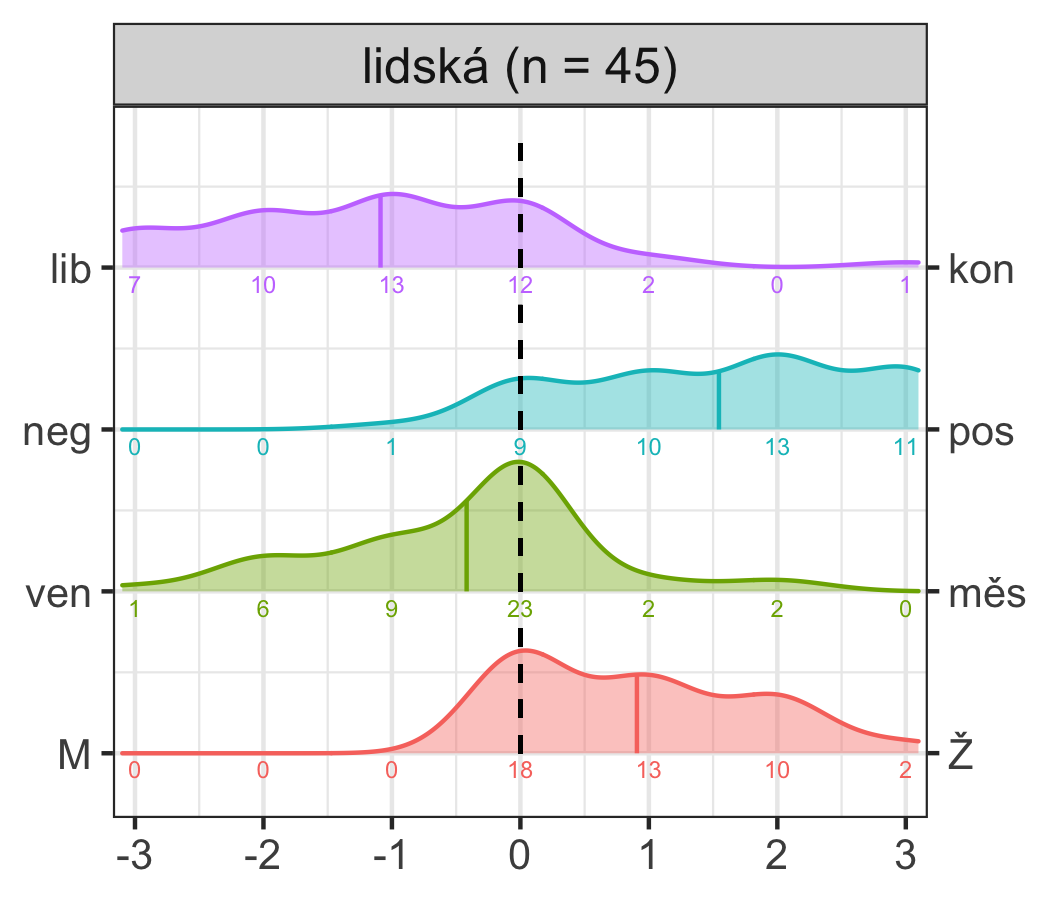 lidská (n = 45)
lib kon
7 10 13 12 2 0 1
neg pos
0 0 1 9 10 13 11
ven měs
1 6 9 23 2 2 0
M Ž
0 0 0 18 13 10 2
-3 -2 -1 0 1 2 3